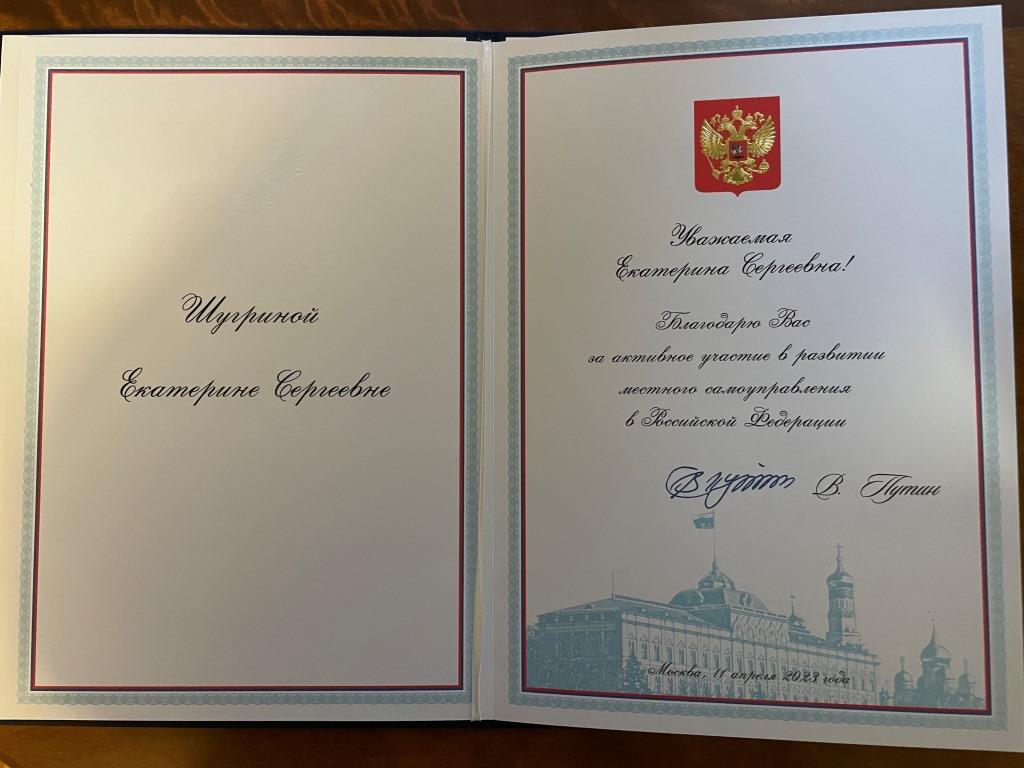 Шугриной
Екатерине Сергеевне
Уважаемая
Екатерина Сергеевна!
Благодарю Вас
за активное участие в развитии
местного самоуправления
в Российской Федерации
В. Путин
Москва, 11 апреля 2023 года